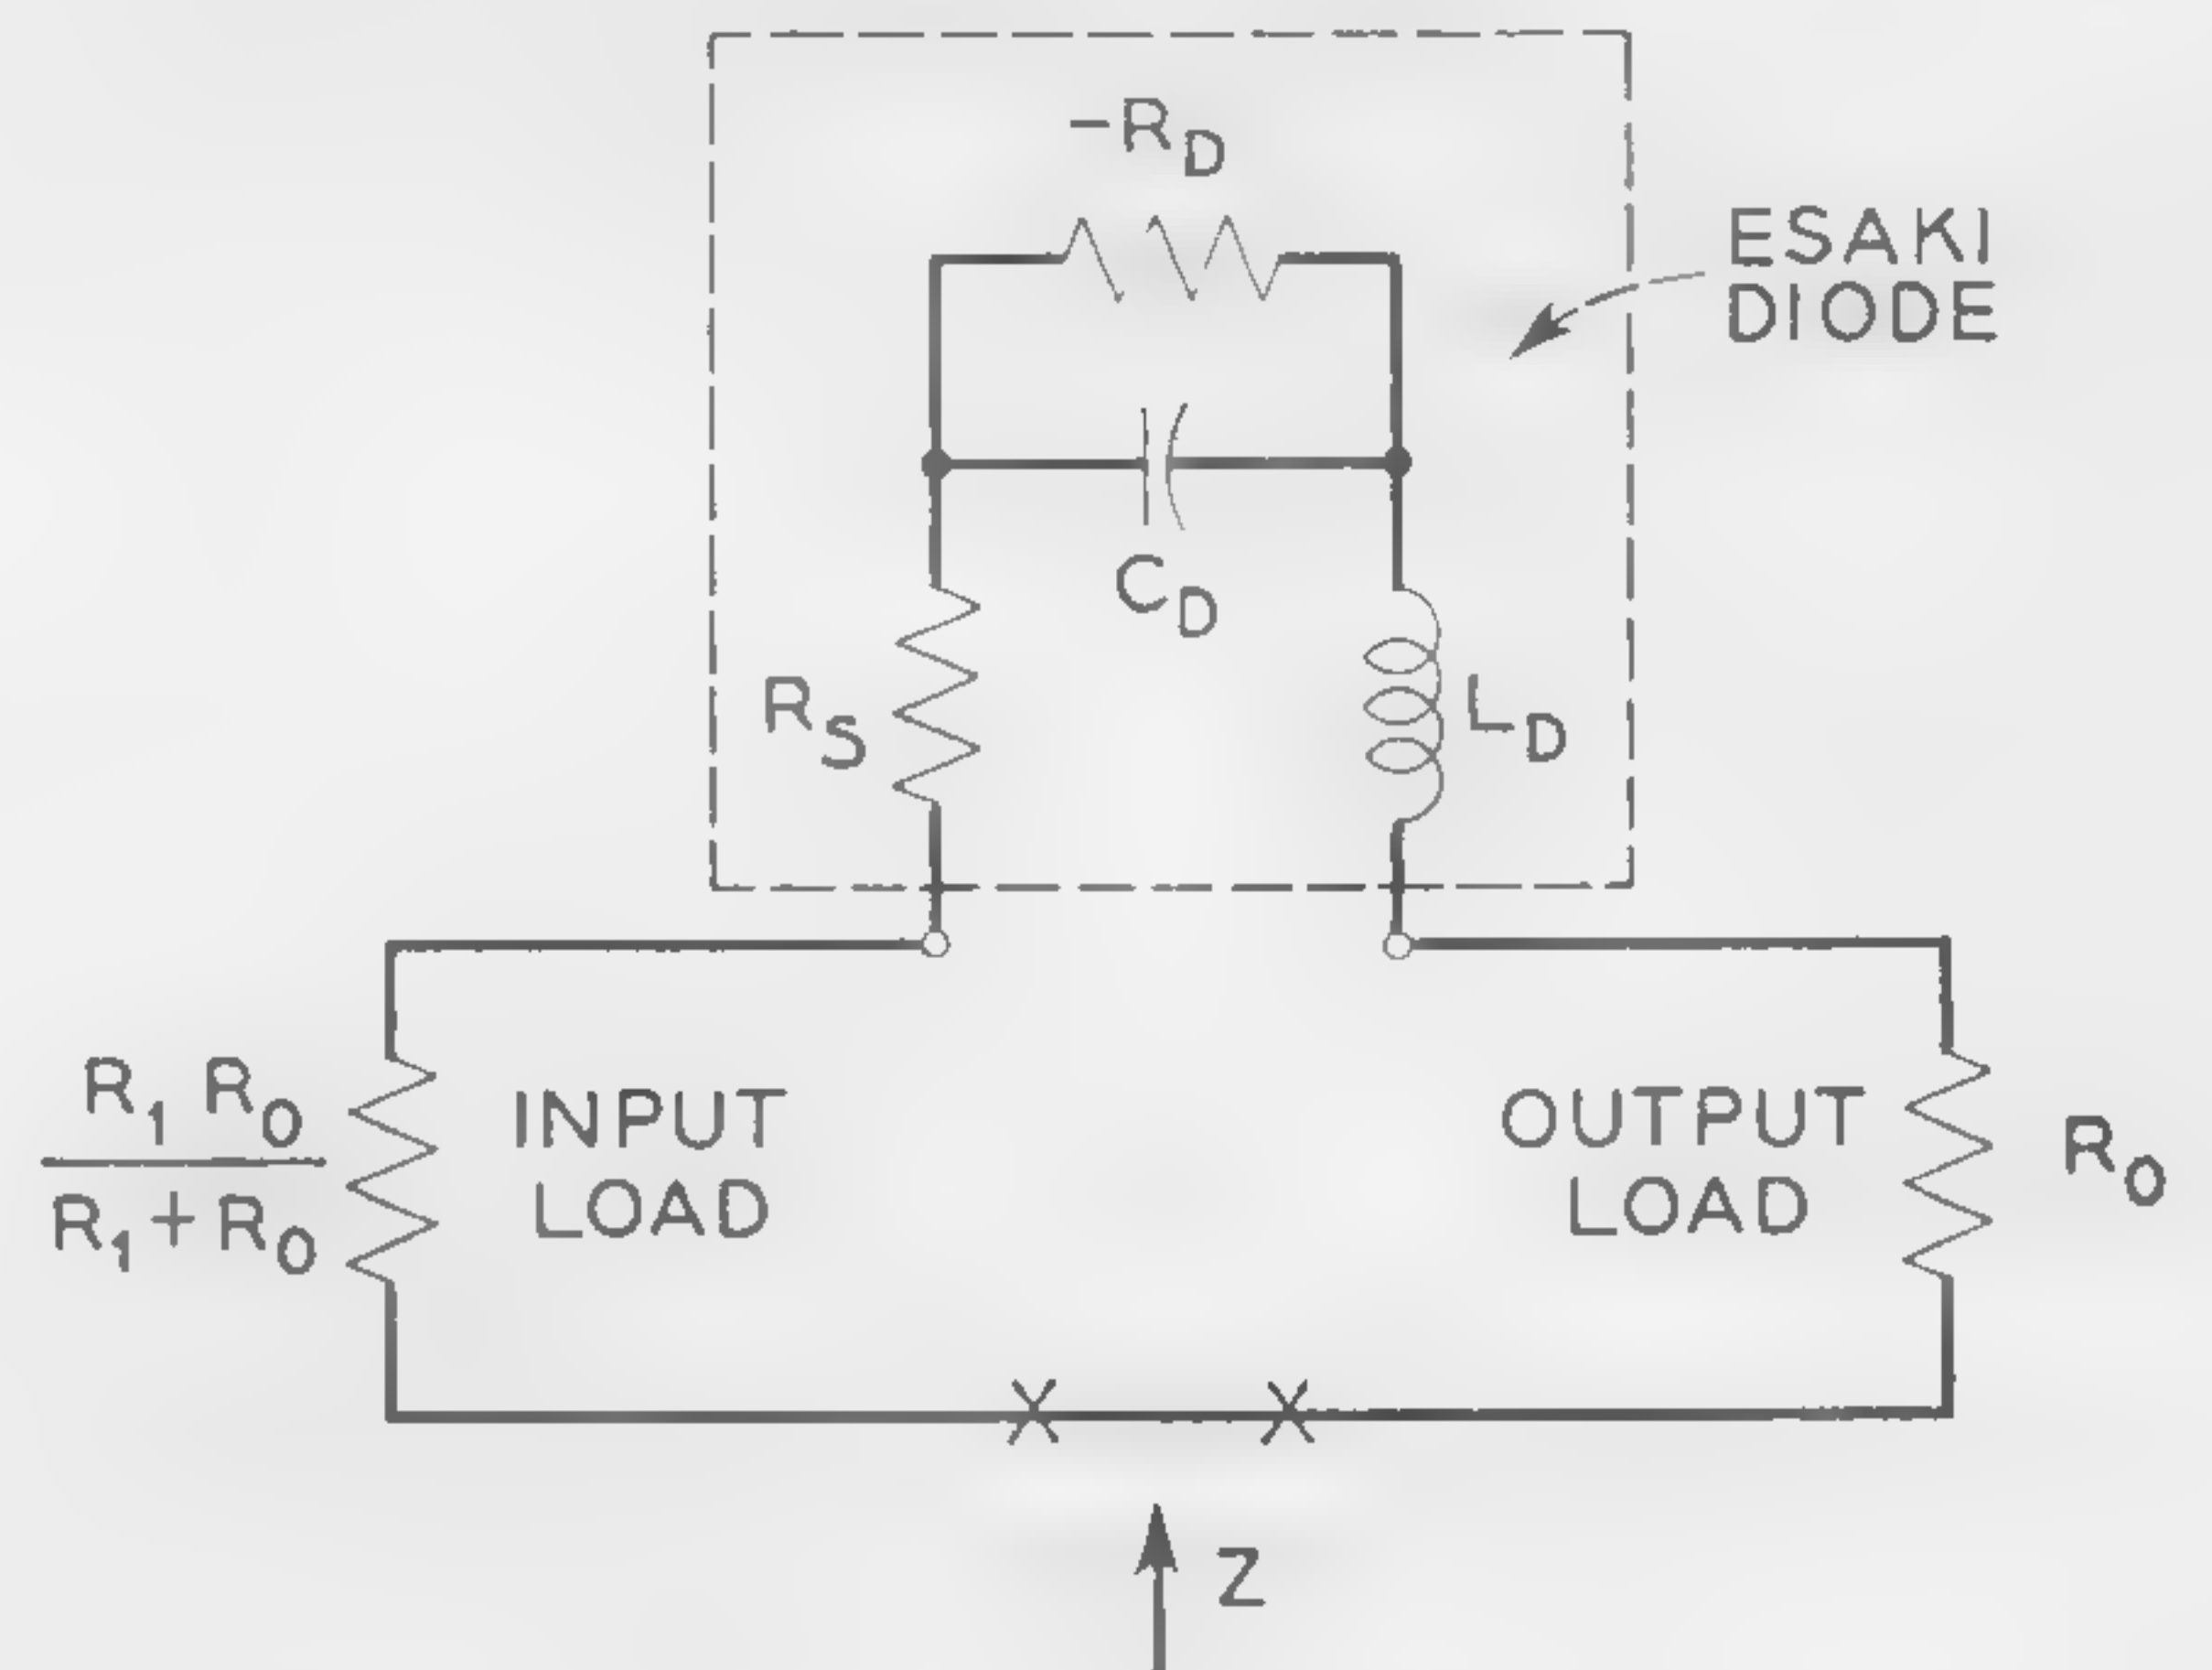 -R_D
ESAKI
DIODE
C_D
R_S
L_D
R_1 R_0
R_1 + R_0
INPUT
LOAD
OUTPUT
LOAD
R_0
Z